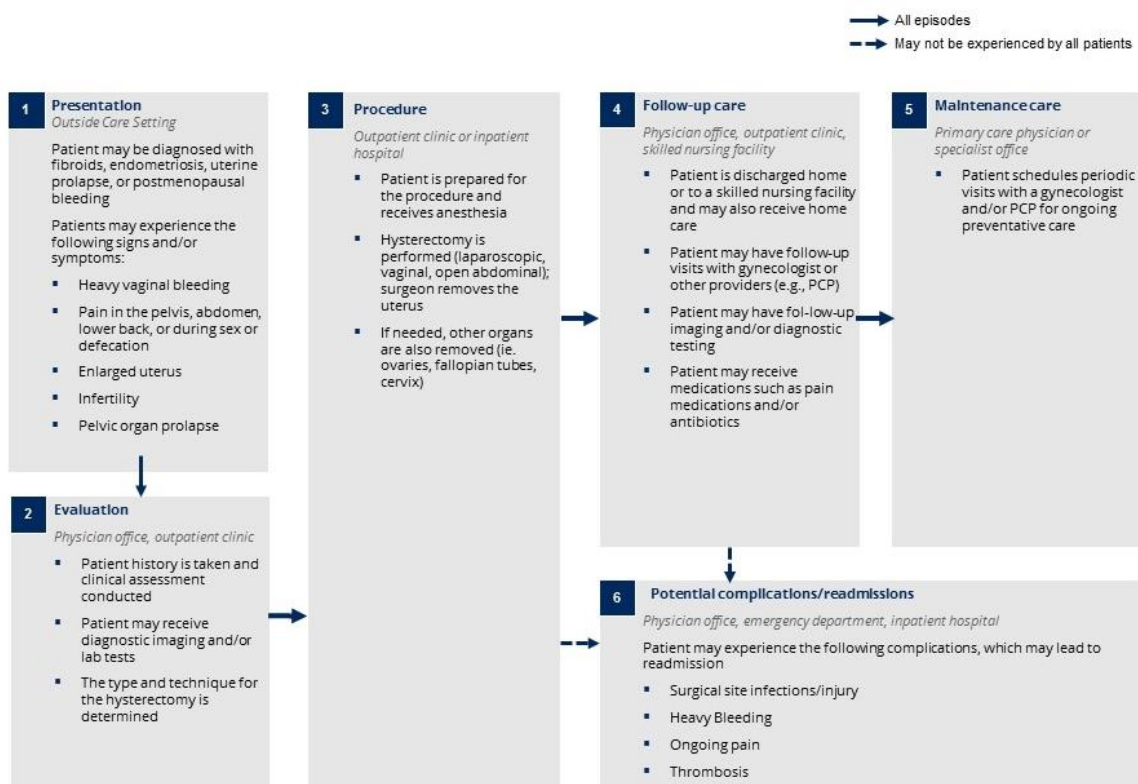 All episodes
May not be experienced by all patients
1
Presentation
Outside Care Setting
Patient may be diagnosed with
fibroids, endometriosis, uterine
prolapse, or postmenopausal
bleeding
Patients may experience the
following signs and/or
symptoms:
▪ Heavy vaginal bleeding
▪ Pain in the pelvis, abdomen,
lower back, or during sex or
defecation
▪ Enlarged uterus
▪ Infertility
▪ Pelvic organ prolapse
2
Evaluation
Physician office, outpatient clinic
▪ Patient history is taken and
clinical assessment
conducted
▪ Patient may receive
diagnostic imaging and/or
lab tests
▪ The type and technique for
the hysterectomy is
determined
3
Procedure
Outpatient clinic or inpatient
hospital
▪ Patient is prepared for
the procedure and
receives anesthesia
▪ Hysterectomy is
performed (laparoscopic,
vaginal, open abdominal);
surgeon removes the
uterus
▪ If needed, other organs
are also removed (ie.
ovaries, fallopian tubes,
cervix)
4
Follow-up care
Physician office, outpatient clinic,
skilled nursing facility
▪ Patient is discharged home
or to a skilled nursing facility
and may also receive home
care
▪ Patient may have follow-up
visits with gynecologist or
other providers (e.g., PCP)
▪ Patient may have fol-low-up
imaging and/or diagnostic
testing
▪ Patient may receive
medications such as pain
medications and/or
antibiotics
5
Maintenance care
Primary care physician or
specialist office
▪ Patient schedules periodic
visits with a gynecologist
and/or PCP for ongoing
preventative care
6
Potential complications/readmissions
Physician office, emergency department, inpatient hospital
Patient may experience the following complications, which may lead to
readmission
▪ Surgical site infections/injury
▪ Heavy Bleeding
▪ Ongoing pain
▪ Thrombosis